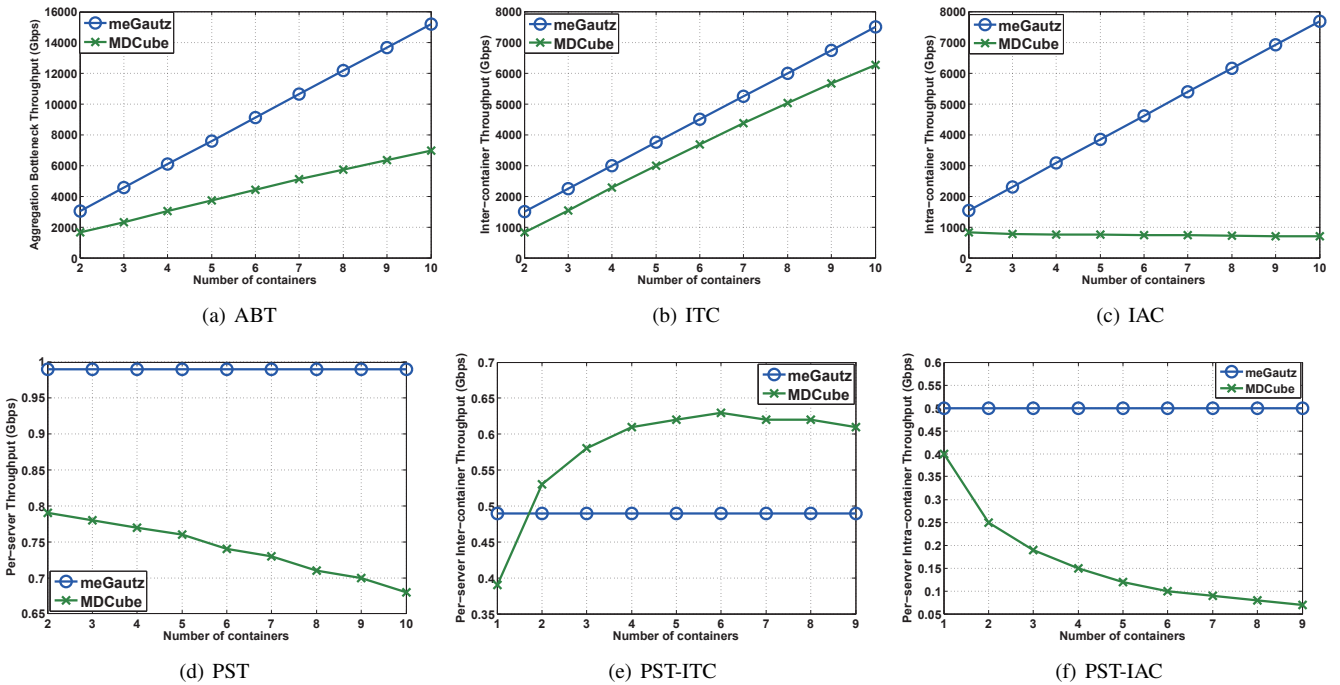 16000
14000
12000
10000
8000
6000
4000
2000
0
2 3 4 5 6 7 8 9 10
Aggregation Bottleneck Throughput (Gbps)
Number of containers
meGautz
MDCube
(a) ABT
8000
7000
6000
5000
4000
3000
2000
1000
0
2 3 4 5 6 7 8 9 10
Inter−container Throughput (Gbps)
Number of containers
meGautz
MDCube
(b) ITC
8000
7000
6000
5000
4000
3000
2000
1000
0
2 3 4 5 6 7 8 9 10
Intra−container Throughput (Gbps)
Number of containers
meGautz
MDCube
(c) IAC
1
0.95
0.9
0.85
0.8
0.75
0.7
0.65
2 3 4 5 6 7 8 9 10
Per−server Throughput (Gbps)
Number of containers
meGautz
MDCube
(d) PST
0.7
0.65
0.6
0.55
0.5
0.45
0.4
0.35
1 2 3 4 5 6 7 8 9
Per−server Inter−container Throughput (Gbps)
Number of containers
meGautz
MDCube
(e) PST-ITC
0.6
0.55
0.5
0.45
0.4
0.35
0.3
0.25
0.2
0.15
0.1
0.05
1 2 3 4 5 6 7 8 9
Per−server Intra−container Throughput (Gbps)
Number of containers
meGautz
MDCube
(f) PST-IAC